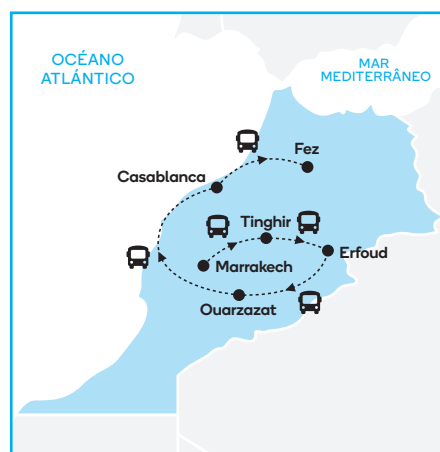 OCÉANO
ATLÁNTICO
MAR
MEDITERRÂNEO
Fez
Casablanca
Tinghir
Erfoud
Marrakech
Ouarzazat